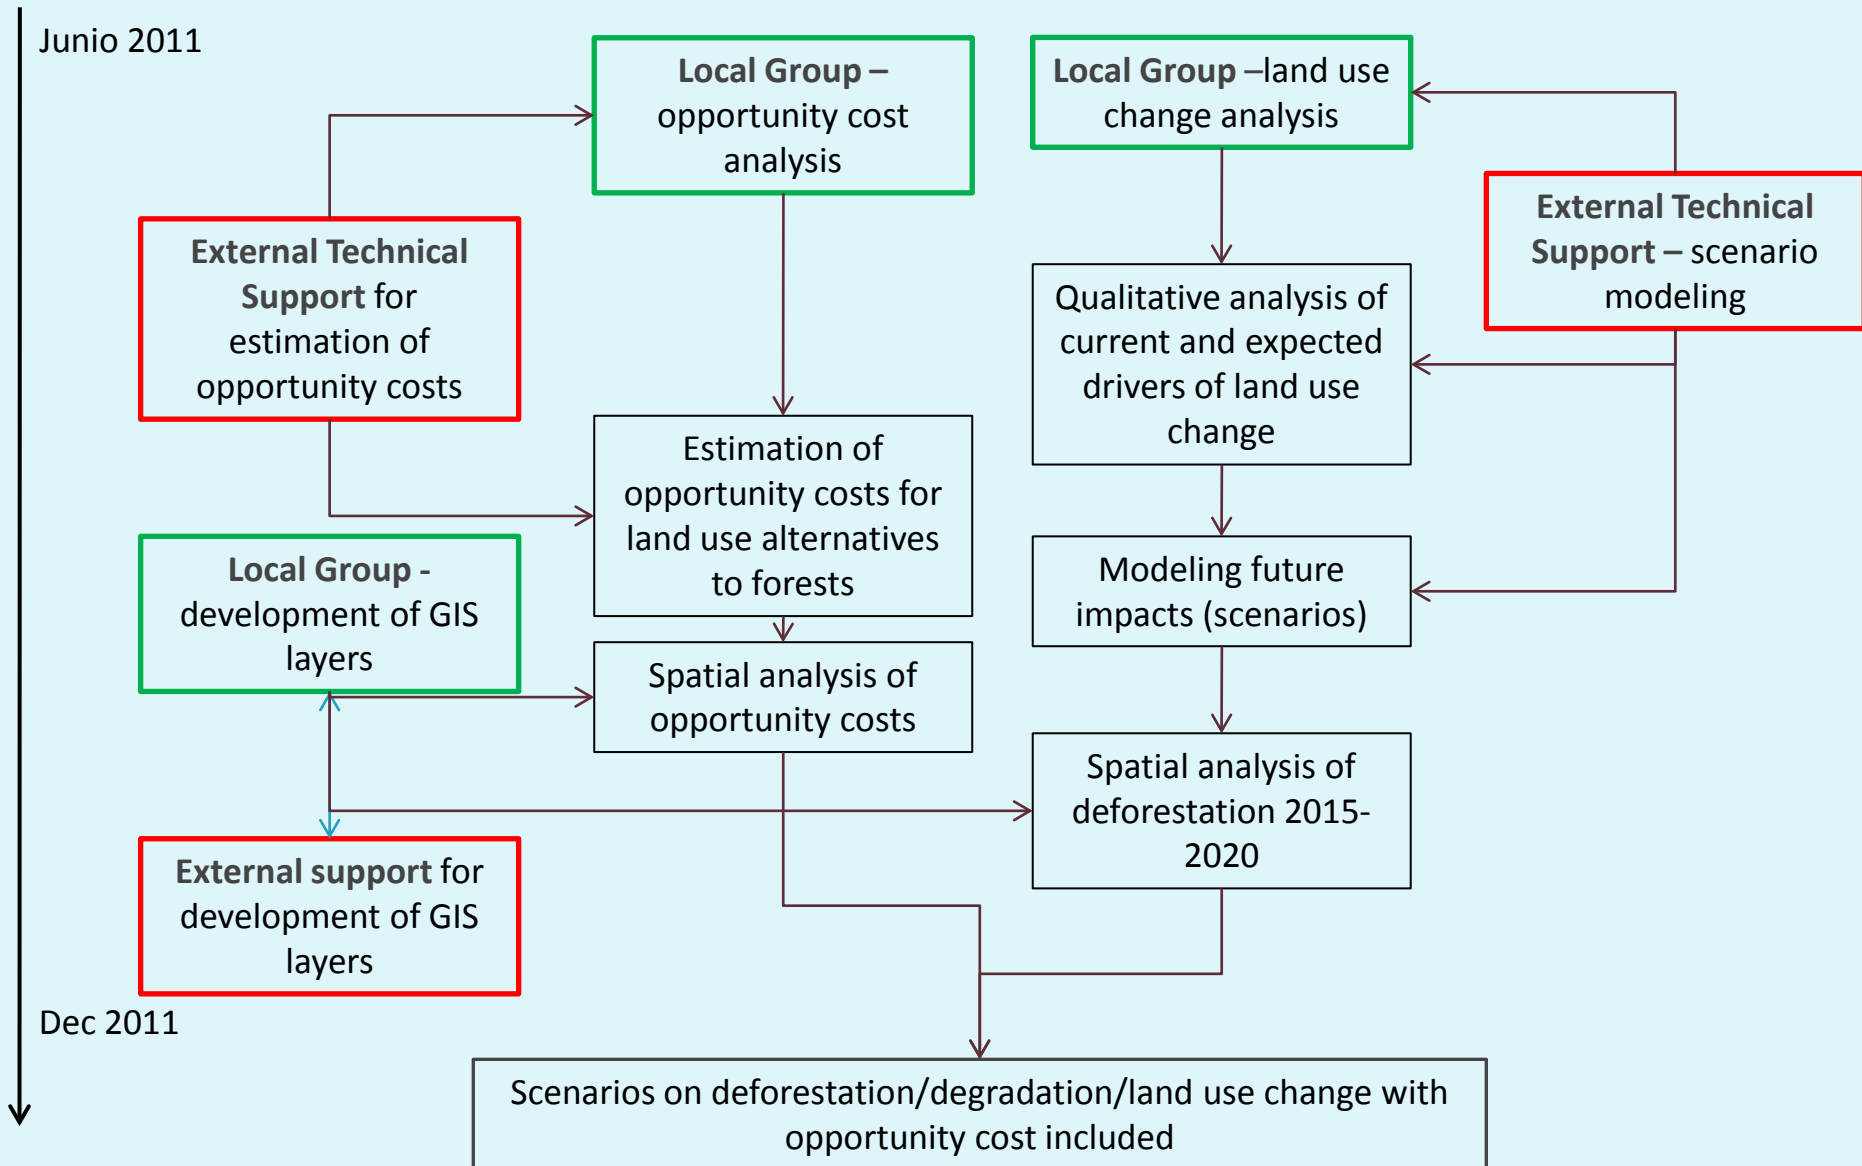 Junio 2011
Local Group –
opportunity cost
analysis
Local Group –land use
change analysis
External Technical
Support for
estimation of
opportunity costs
External Technical
Support – scenario
modeling
Qualitative analysis of
current and expected
drivers of land use
change
Estimation of
opportunity costs for
land use alternatives
to forests
Local Group -
development of GIS
layers
Modeling future
impacts (scenarios)
Spatial analysis of
opportunity costs
Spatial analysis of
deforestation 2015-
2020
External support for
development of GIS
layers
Dec 2011
Scenarios on deforestation/degradation/land use change with
opportunity cost included